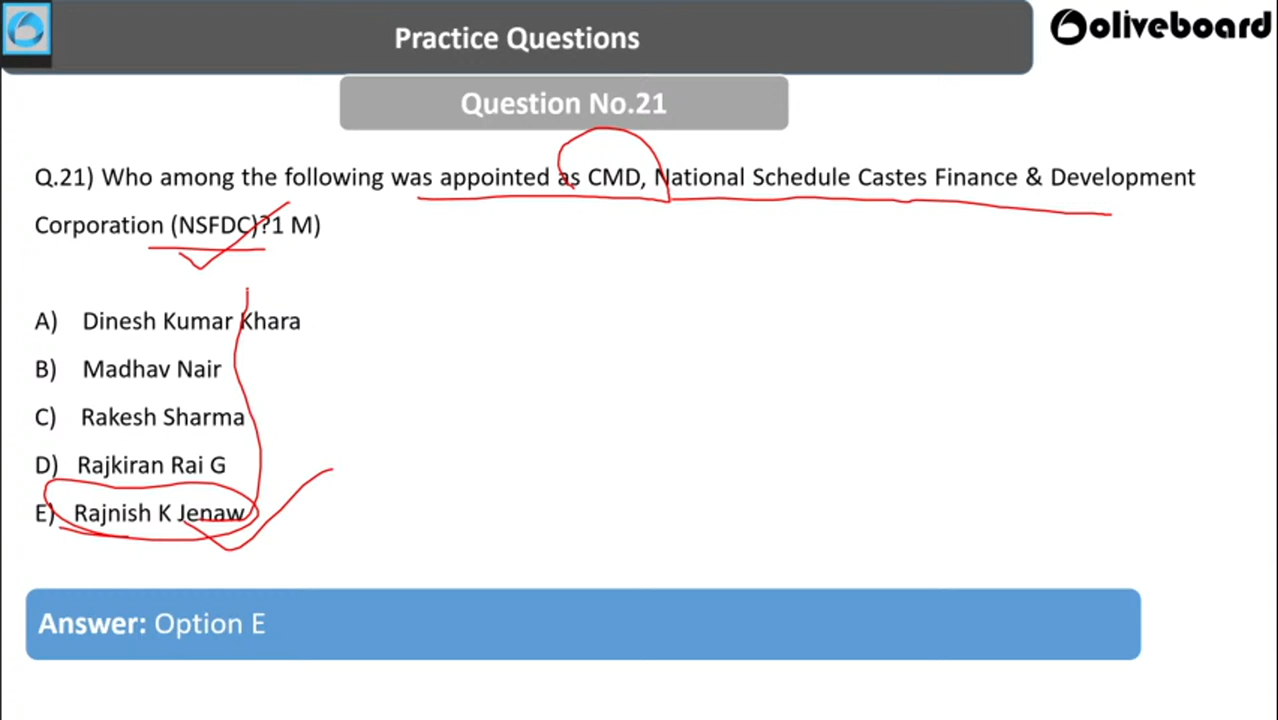 Practice Questions
oliveboard
Question No.21
Q.21) Who among the following was appointed as CMD, National Schedule Castes Finance & Development
Corporation (NSFDC)?1 M)
A) Dinesh Kumar Khara
B) Madhav Nair
C) Rakesh Sharma
D) Rajkiran Rai G
E) Rajnish K Jenaw
Answer: Option E